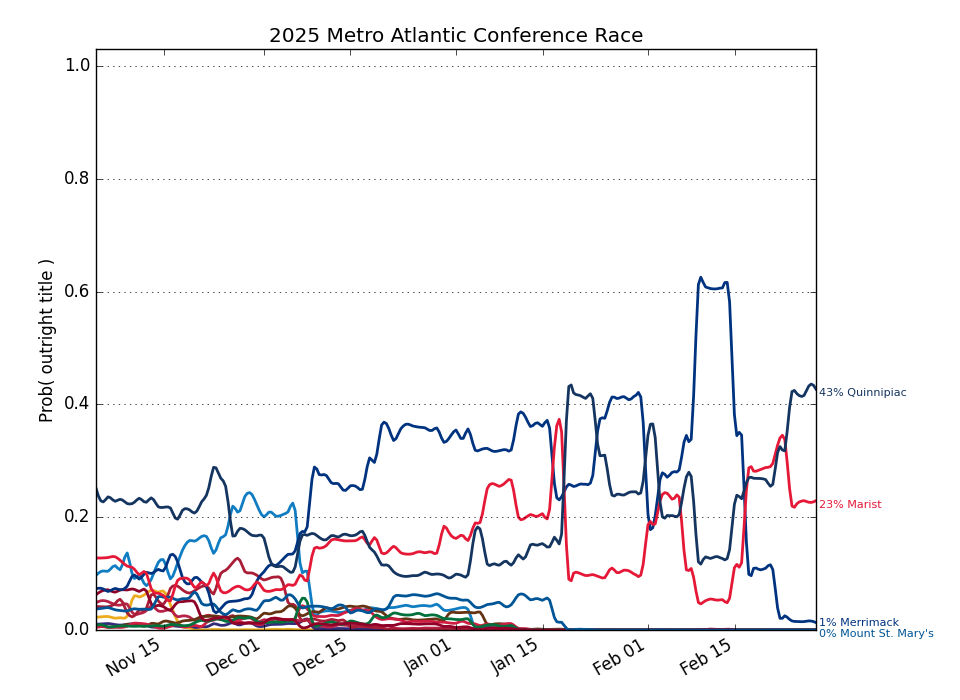 2025 Metro Atlantic Conference Race
1.0
0.8
0.6
0.4
0.2
0.0
Prob( outright title )
43% Quinnipiac
23% Marist
1% Merrimack
0% Mount St. Mary's
Nov 15
Dec 01
Dec 15
Jan 01
Jan 15
Feb 01
Feb 15